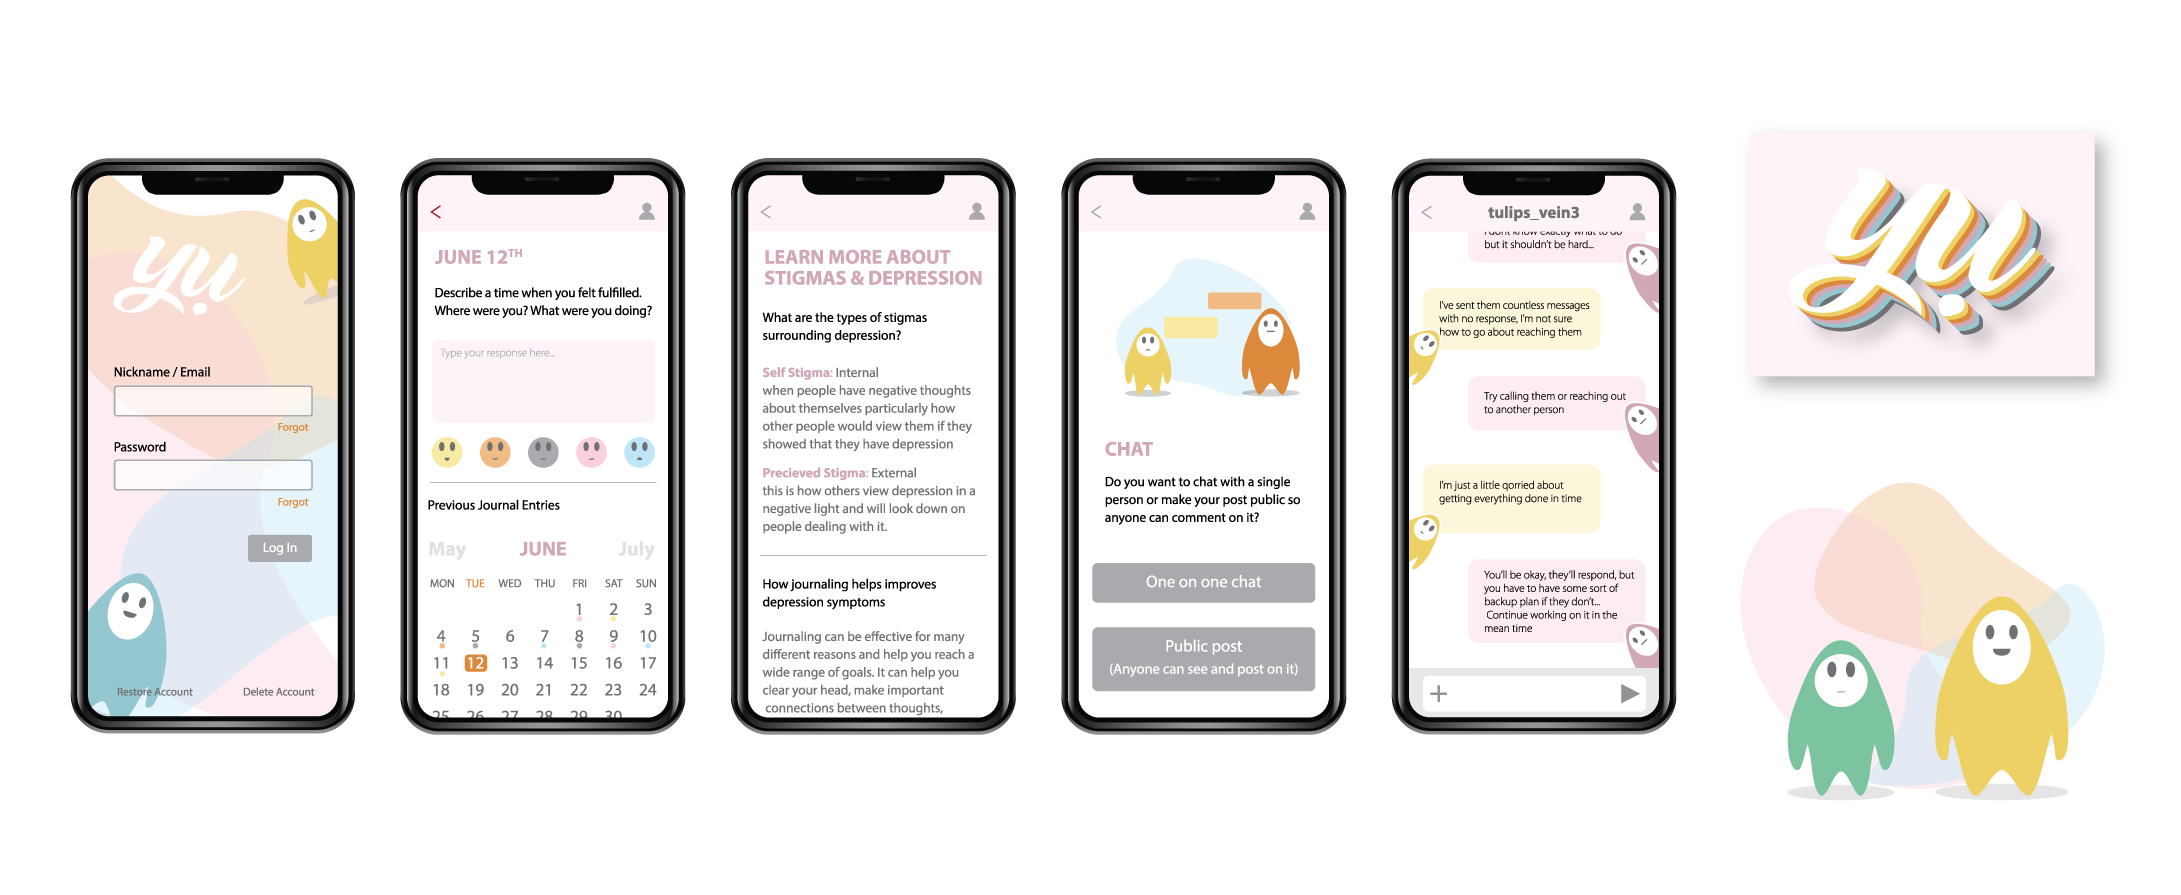 yu
Nickname / Email
Forgot
Password
Forgot
Log In
Restore Account
Delete Account
<
JUNE 12TH
Describe a time when you felt fulfilled.
Where were you? What were you doing?
Type your response here...
Previous Journal Entries
May JUNE July
MON TUE WED THU FRI SAT SUN
1 2 3
4 5 6 7 8 9 10
11 12 13 14 15 16 17
18 19 20 21 22 23 24
25 26 27 28 29 30
<
LEARN MORE ABOUT
STIGMAS & DEPRESSION
What are the types of stigmas
surrounding depression?
Self Stigma: Internal
when people have negative thoughts
about themselves particularly how
other people would view them if they
showed that they have depression
Precieved Stigma: External
this is how others view depression in a
negative light and will look down on
people dealing with it.
How journaling helps improves
depression symptoms
Journaling can be effective for many
different reasons and help you reach a
wide range of goals. It can help you
clear your head, make important
connections between thoughts,
<
CHAT
Do you want to chat with a single
person or make your post public so
anyone can comment on it?
One on one chat
Public post
(Anyone can see and post on it)
<
tulips_vein3
I dont know exactly what to do
but it shouldn't be hard...
I've sent them countless messages
with no response, I'm not sure
how to go about reaching them
Try calling them or reaching out
to another person
I'm just a little qorried about
getting everything done in time
You'll be okay, they'll respond, but
you have to have some sort of
backup plan if they don't...
Continue working on it in the
mean time
+
yu